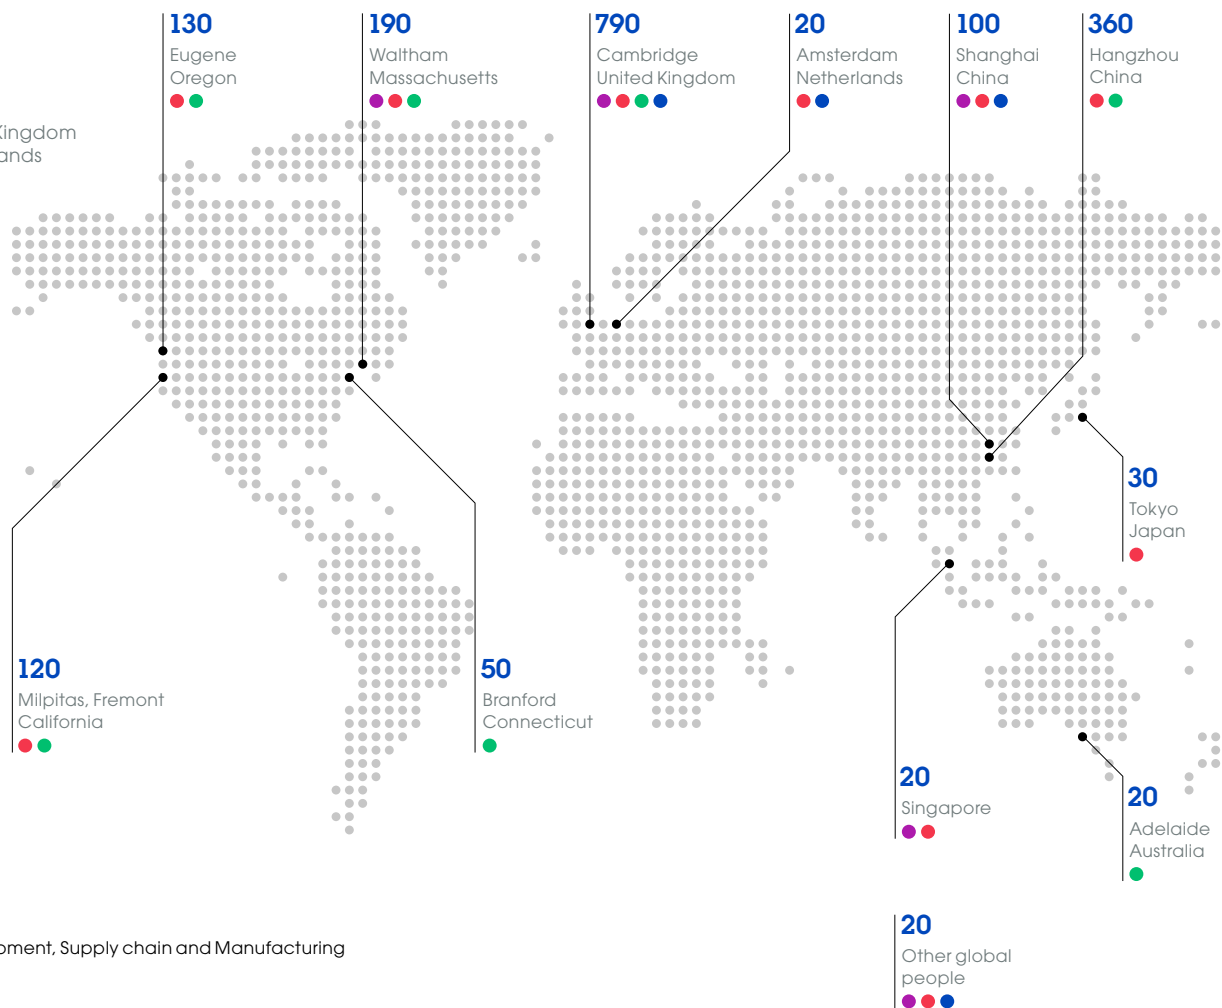 130
Eugene
Oregon
190
Waltham
Massachusetts
790
Cambridge
United Kingdom
20
Amsterdam
Netherlands
100
Shanghai
China
360
Hangzhou
China
Kingdom
30
Tokyo
Japan
120
Milpitas, Fremont
California
50
Branford
Connecticut
20
Singapore
20
Adelaide
Australia
20
Other global
people
Supply chain and Manufacturing